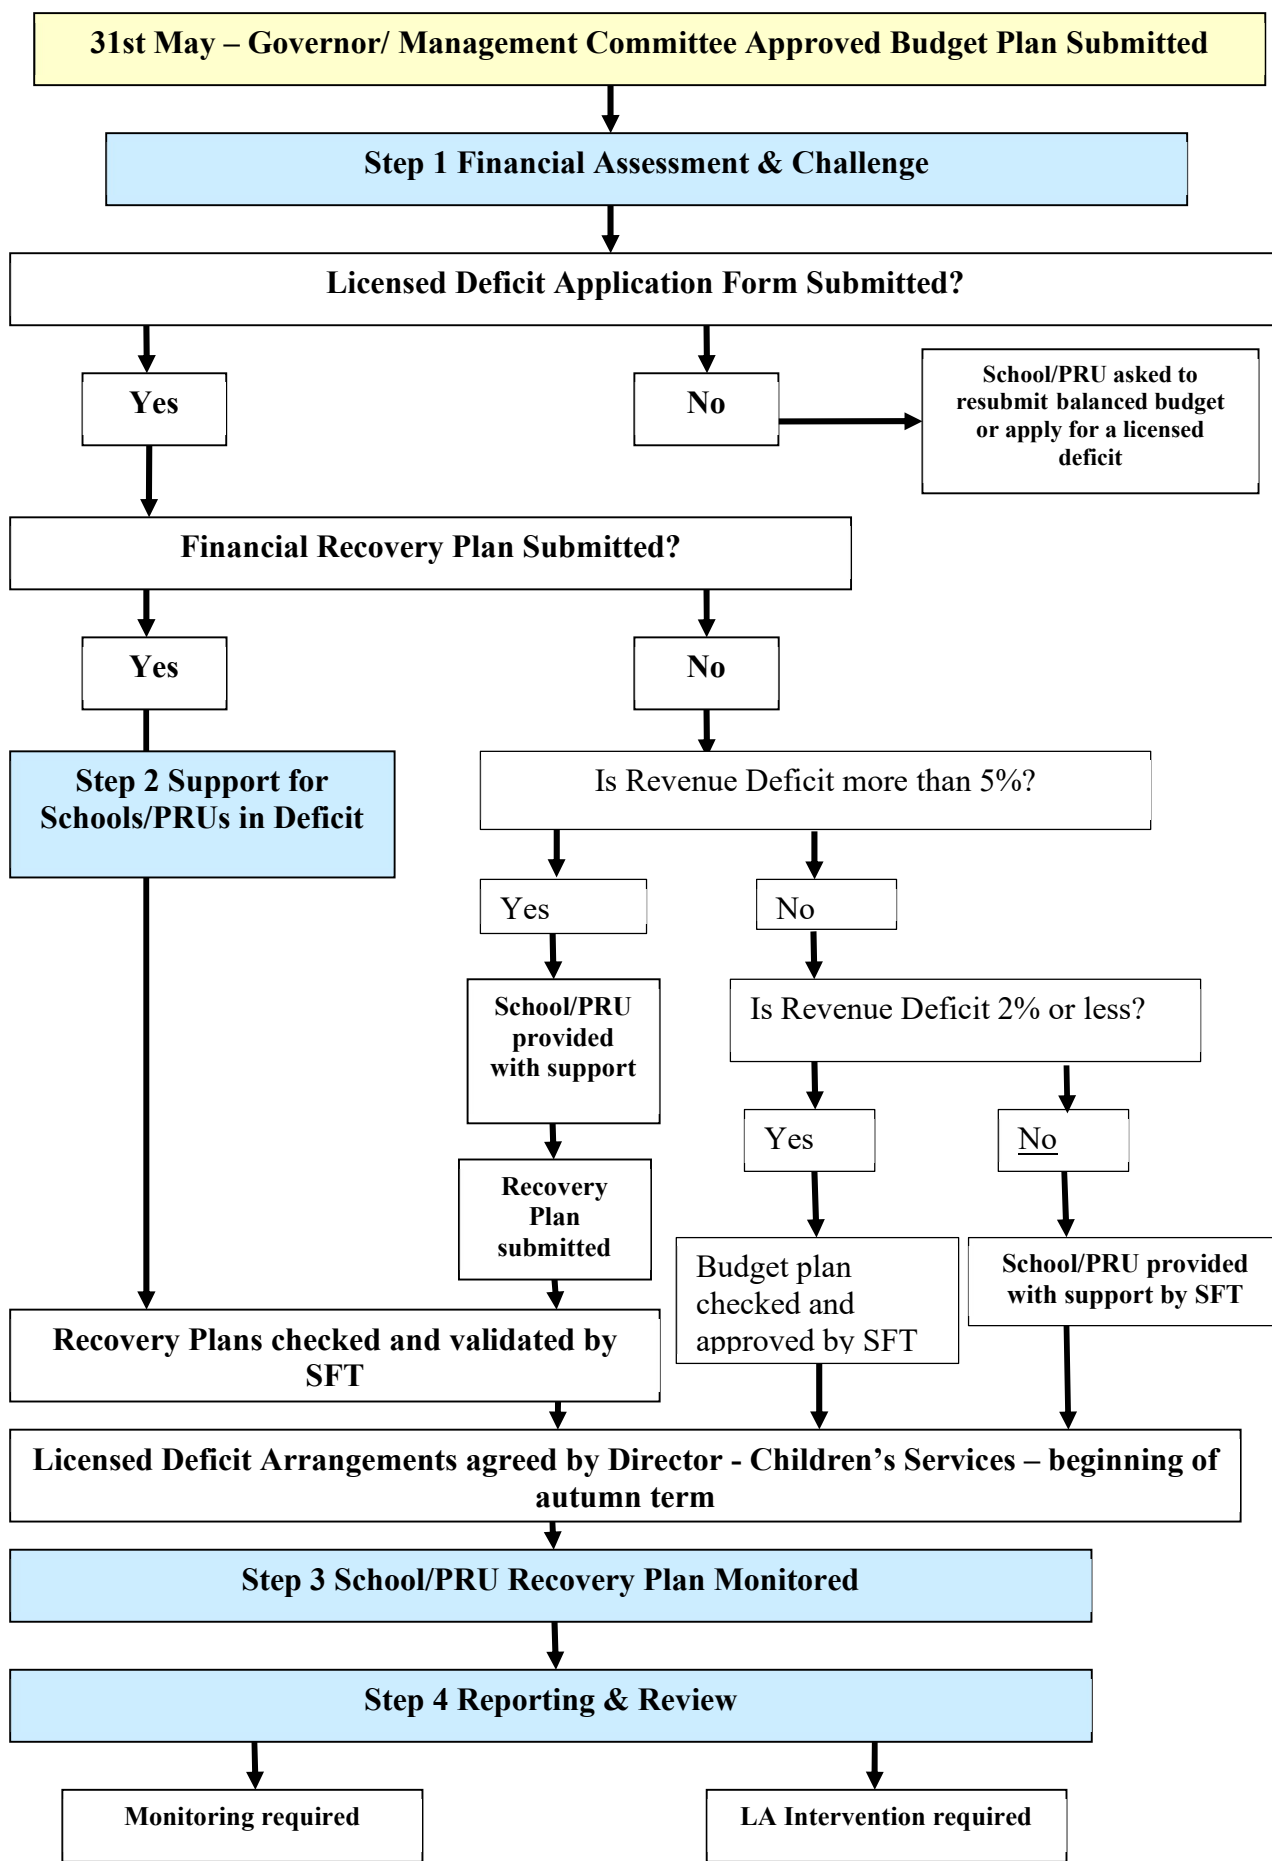 31st May – Governor/ Management Committee Approved Budget Plan Submitted
Step 1 Financial Assessment & Challenge
Licensed Deficit Application Form Submitted?
Yes
No
School/PRU asked to
resubmit balanced budget
or apply for a licensed
deficit
Financial Recovery Plan Submitted?
Yes
No
Step 2 Support for
Schools/PRUs in Deficit
Is Revenue Deficit more than 5%?
Yes
No
School/PRU
provided
with support
Is Revenue Deficit 2% or less?
Yes
No
Recovery
Plan
submitted
Budget plan
checked and
approved by SFT
School/PRU provided
with support by SFT
Recovery Plans checked and validated by
SFT
Licensed Deficit Arrangements agreed by Director - Children’s Services – beginning of
autumn term
Step 3 School/PRU Recovery Plan Monitored
Step 4 Reporting & Review
Monitoring required
LA Intervention required